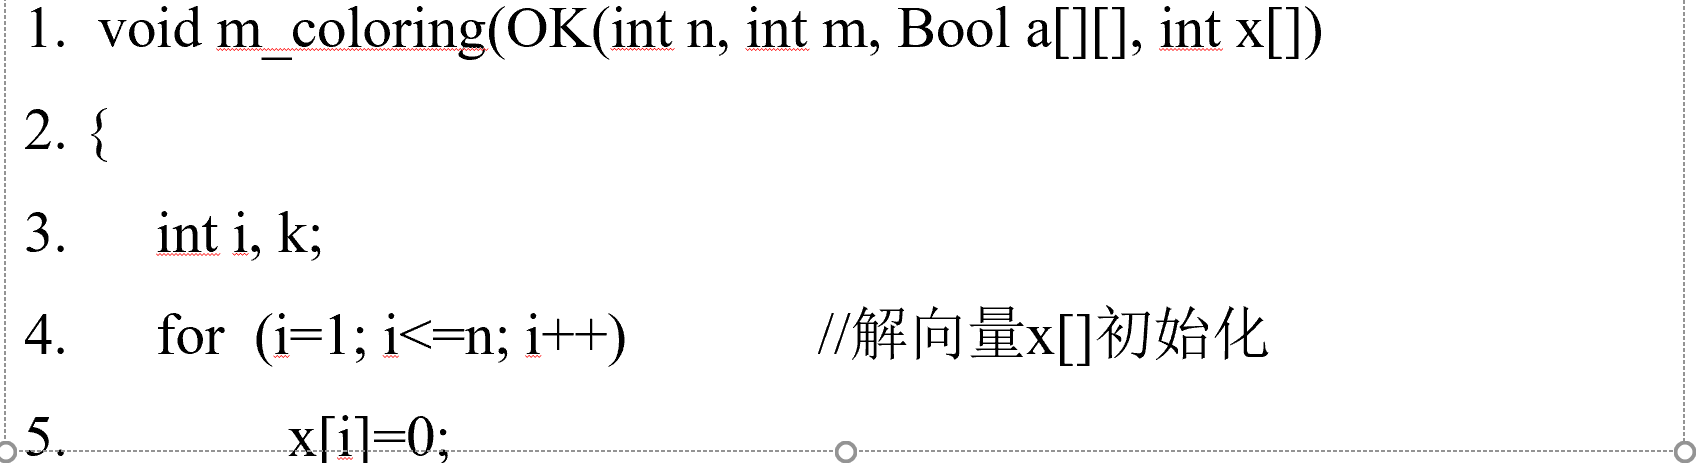 1. void m_coloring(OK(int n, int m, Bool a[][], int x[])
2. {
3. int i, k;
4. for (i=1; i<=n; i++) //解向量x[]初始化
5. x[i]=0;